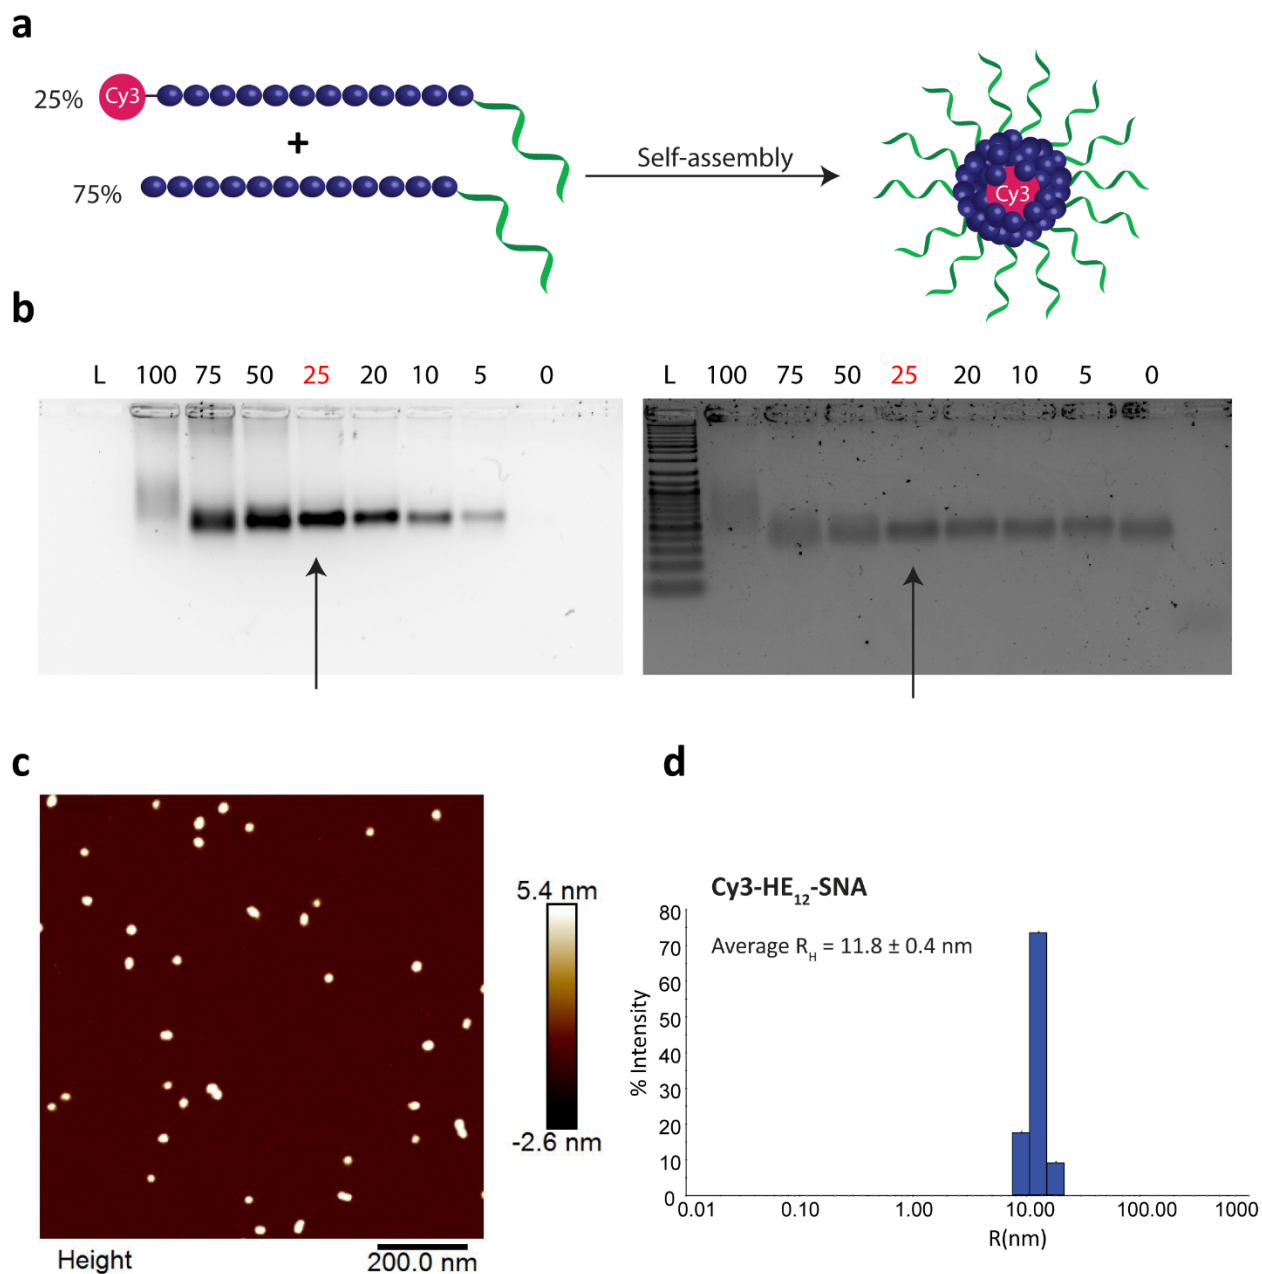 a
25% Cy3
+
75%
Self-assembly
Cy3
b
L 100 75 50 25 20 10 5 0
L 100 75 50 25 20 10 5 0
c
5.4 nm
-2.6 nm
Height
200.0 nm
d
Cy3-HE12-SNA
Average RH = 11.8 ± 0.4 nm
% Intensity
80
70
60
50
40
30
20
10
0
0.01 0.10 1.00 10.00 100.00 1000
R(nm)